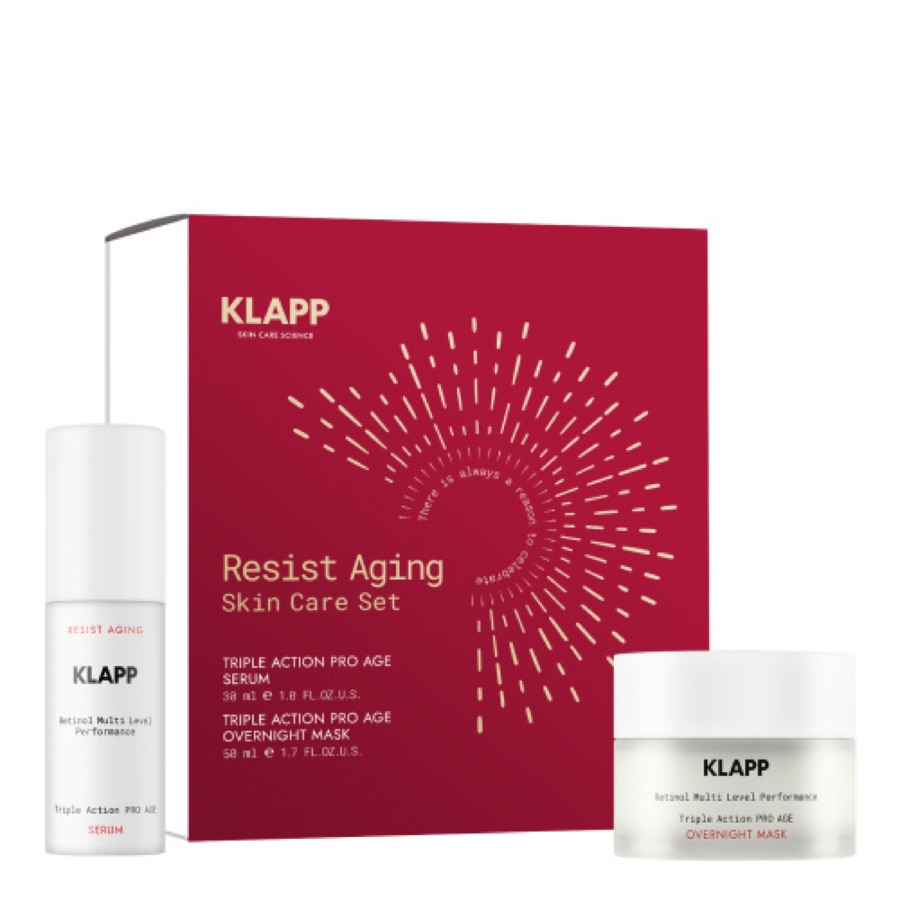 KLAPP
SKIN CARE SCIENCE
There is always a reason to celebrate
Resist Aging
Skin Care Set
TRIPLE ACTION PRO AGE
SERUM
30 ml e 1.0 FL.OZ.U.S.
TRIPLE ACTION PRO AGE
OVERNIGHT MASK
50 ml e 1.7 FL.OZ.U.S.
RESIST AGING
KLAPP
Retinol Multi Level
Performance
Triple Action PRO AGE
SERUM
KLAPP
Retinol Multi Level Performance
Triple Action PRO AGE
OVERNIGHT MASK